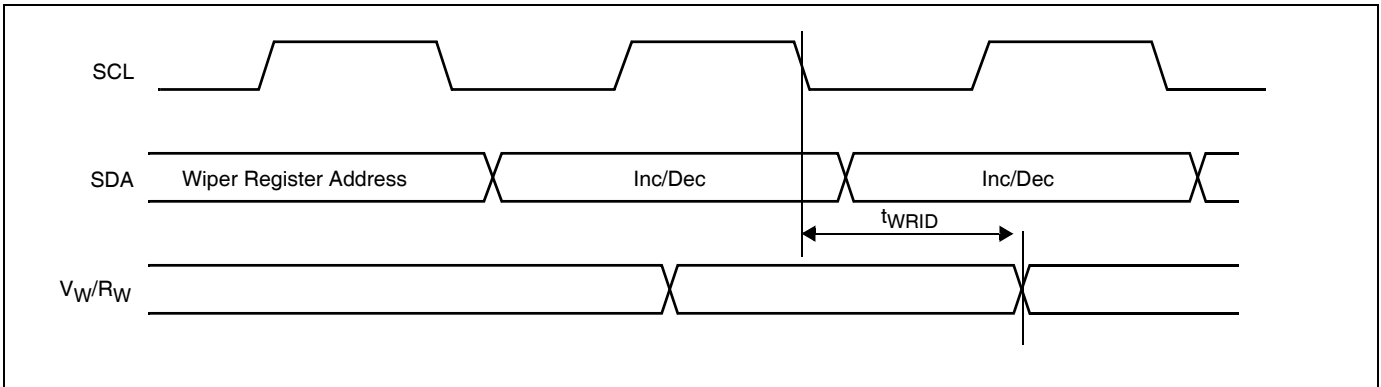 SCL
SDA Wiper Register Address Inc/Dec Inc/Dec
tWRID
VW/RW